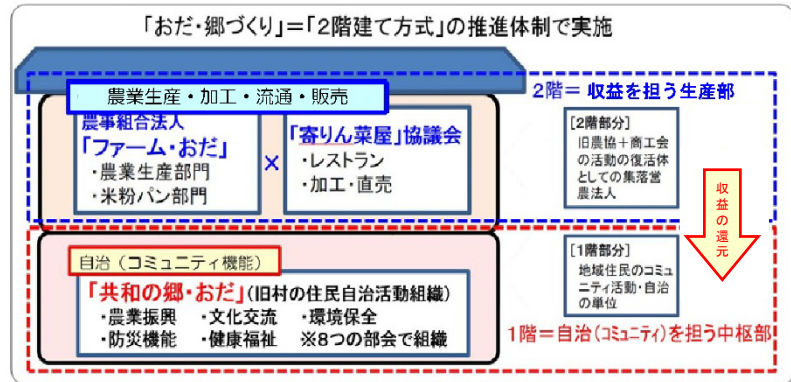 「おだ・郷づくり」＝「2階建て方式」の推進体制で実施
農業生産・加工・流通・販売
2階＝ 収益を担う生産部
農事組合法人
「ファーム・おだ」
・農業生産部門
・米粉パン部門
×
「寄りん菜屋」協議会
・レストラン
・加工・直売
[2階部分]
旧農協＋商工会
の活動の復活体
としての集落営
農法人
収益の還元
自治（コミュニティ機能）
「共和の郷・おだ」(旧村の住民自治活動組織)
・農業振興 ・文化交流 ・環境保全
・防災機能 ・健康福祉 ※8つの部会で組織
[1階部分]
地域住民のコミュ
ニティ活動・自治
の単位
1階＝自治(コミュニティ)を担う中枢部